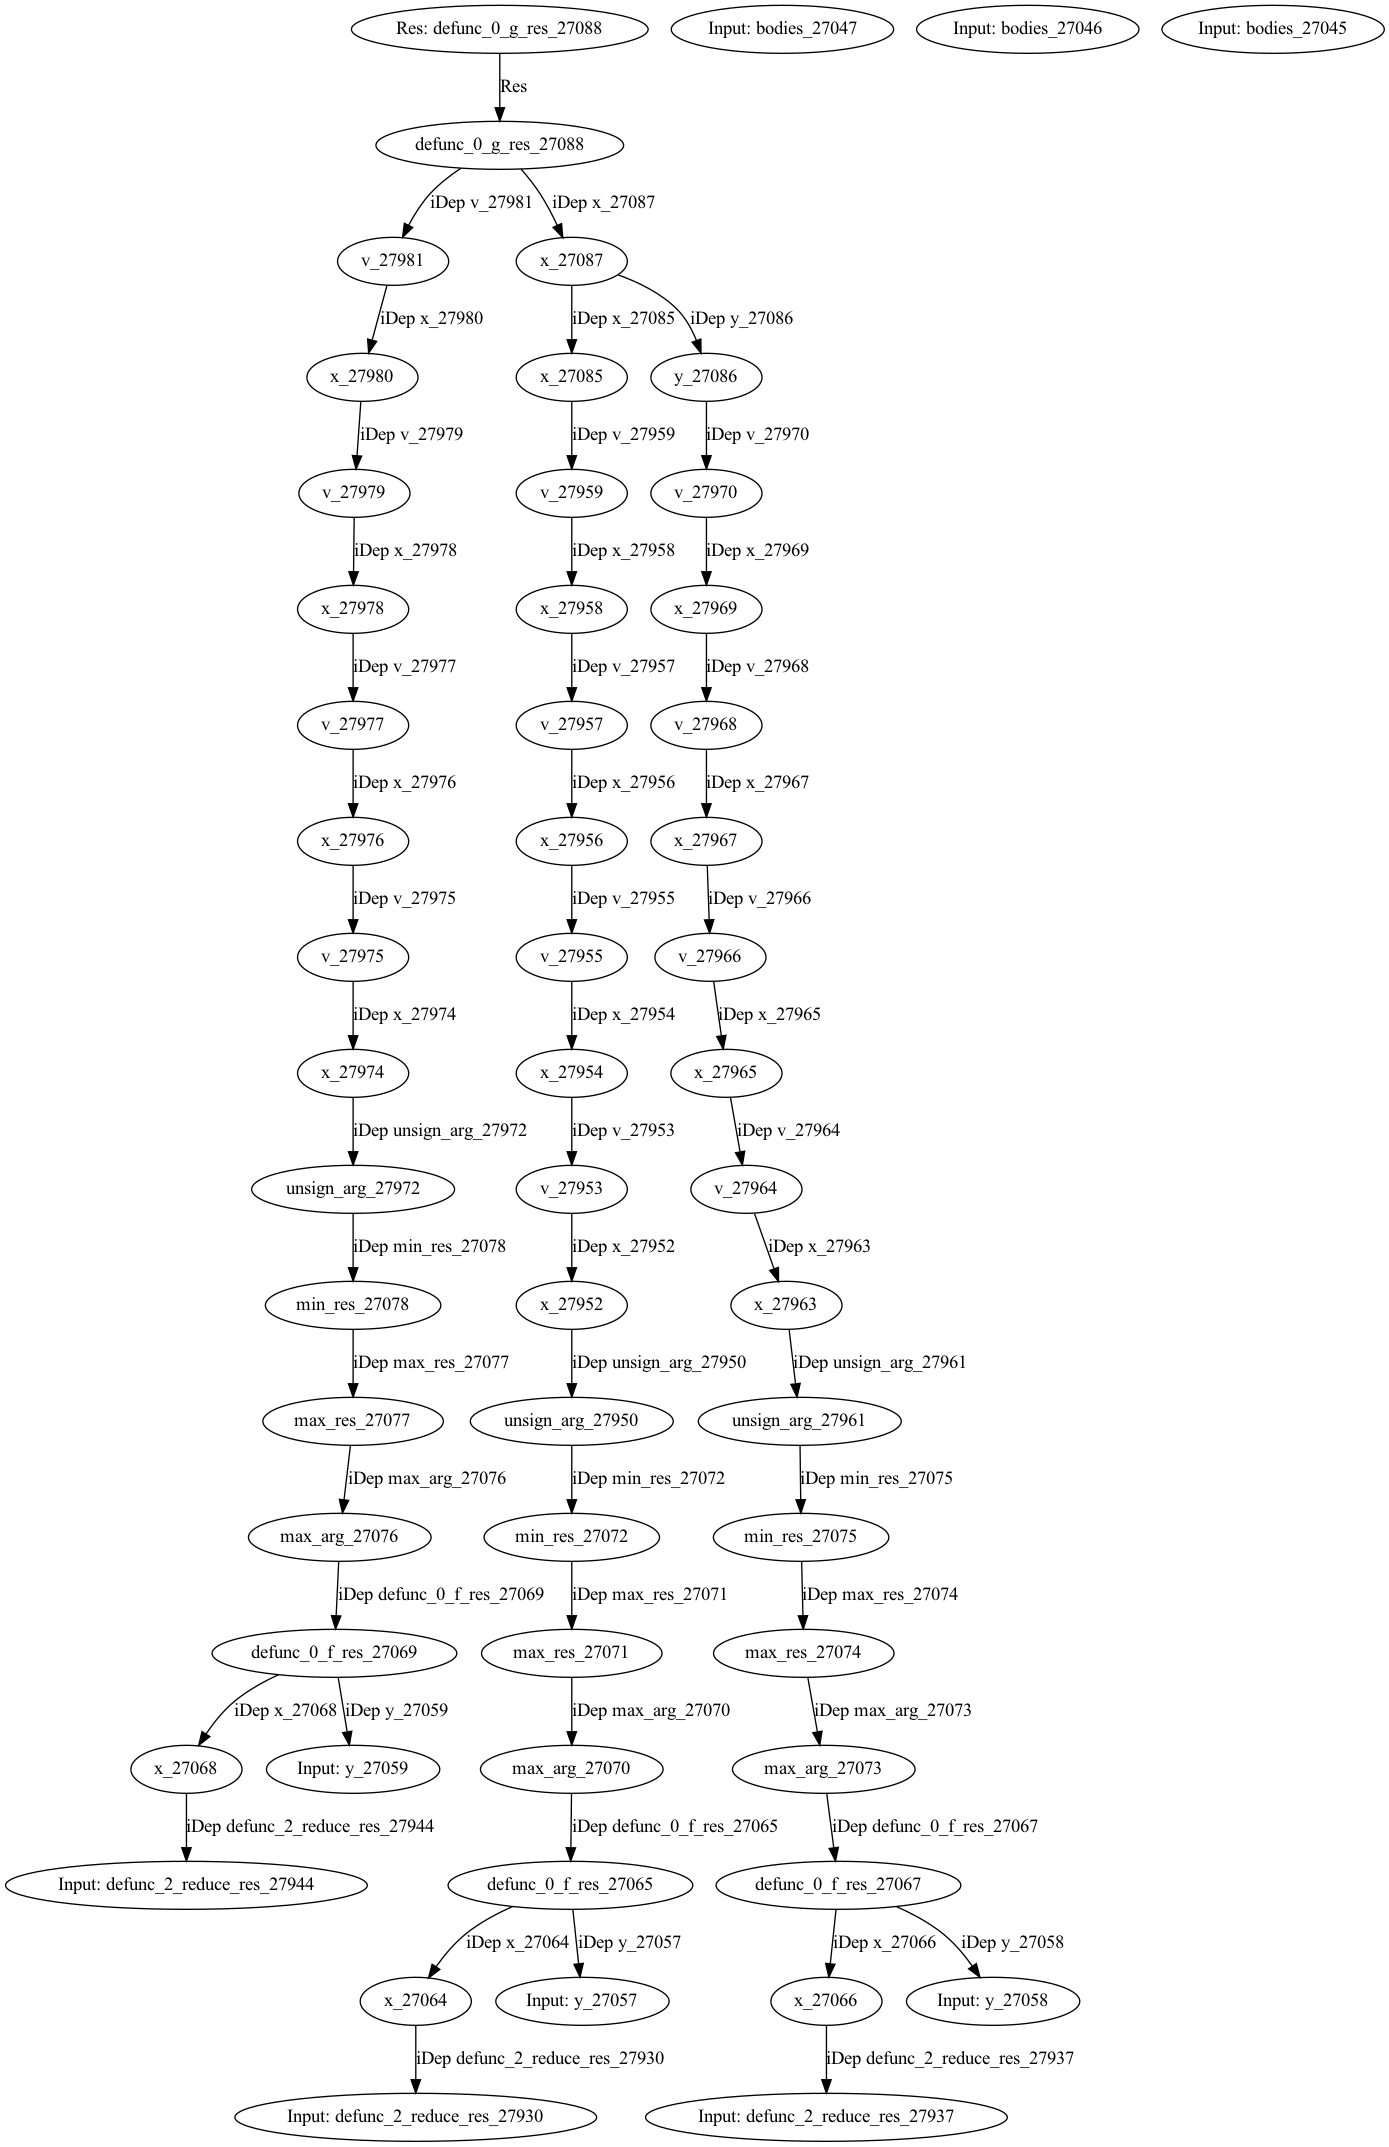 Res: defunc_0_g_res_27088
Input: bodies_27047
Input: bodies_27046
Input: bodies_27045
Res
defunc_0_g_res_27088
iDep v_27981
iDep x_27087
v_27981
x_27087
iDep x_27980
iDep x_27085
iDep y_27086
x_27980
x_27085
y_27086
iDep v_27979
iDep v_27959
iDep v_27970
v_27979
v_27959
v_27970
iDep x_27978
iDep x_27958
iDep x_27969
x_27978
x_27958
x_27969
iDep v_27977
iDep v_27957
iDep v_27968
v_27977
v_27957
v_27968
iDep x_27976
iDep x_27956
iDep x_27967
x_27976
x_27956
x_27967
iDep v_27975
iDep v_27955
iDep v_27966
v_27975
v_27955
v_27966
iDep x_27974
iDep x_27954
iDep x_27965
x_27974
x_27954
x_27965
iDep unsign_arg_27972
iDep v_27953
iDep v_27964
unsign_arg_27972
v_27953
v_27964
iDep min_res_27078
iDep x_27952
iDep x_27963
min_res_27078
x_27952
x_27963
iDep max_res_27077
iDep unsign_arg_27950
iDep unsign_arg_27961
max_res_27077
unsign_arg_27950
unsign_arg_27961
iDep max_arg_27076
iDep min_res_27072
iDep min_res_27075
max_arg_27076
min_res_27072
min_res_27075
iDep defunc_0_f_res_27069
iDep max_res_27071
iDep max_res_27074
defunc_0_f_res_27069
max_res_27071
max_res_27074
iDep x_27068
iDep y_27059
iDep max_arg_27070
iDep max_arg_27073
x_27068
Input: y_27059
max_arg_27070
max_arg_27073
iDep defunc_2_reduce_res_27944
iDep defunc_0_f_res_27065
iDep defunc_0_f_res_27067
Input: defunc_2_reduce_res_27944
defunc_0_f_res_27065
defunc_0_f_res_27067
iDep x_27064
iDep y_27057
iDep x_27066
iDep y_27058
x_27064
Input: y_27057
x_27066
Input: y_27058
iDep defunc_2_reduce_res_27930
iDep defunc_2_reduce_res_27937
Input: defunc_2_reduce_res_27930
Input: defunc_2_reduce_res_27937